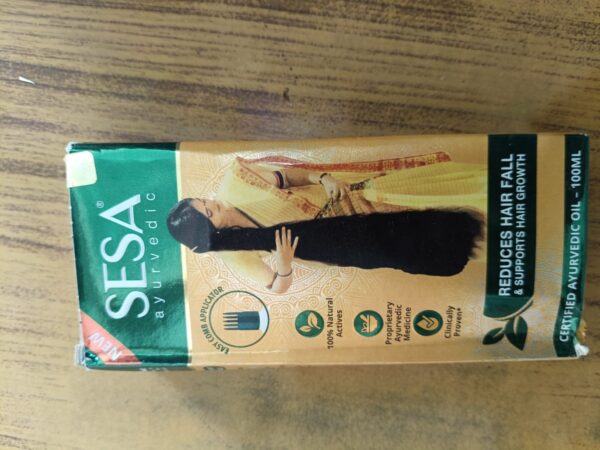 NEW
SESA®
ayurvedic
EASY COMB APPLICATOR
100% Natural
Actives
Proprietary
Ayurvedic
Medicine
Clinically
Proven+
REDUCES HAIR FALL
& SUPPORTS HAIR GROWTH
CERTIFIED AYURVEDIC OIL – 100ML